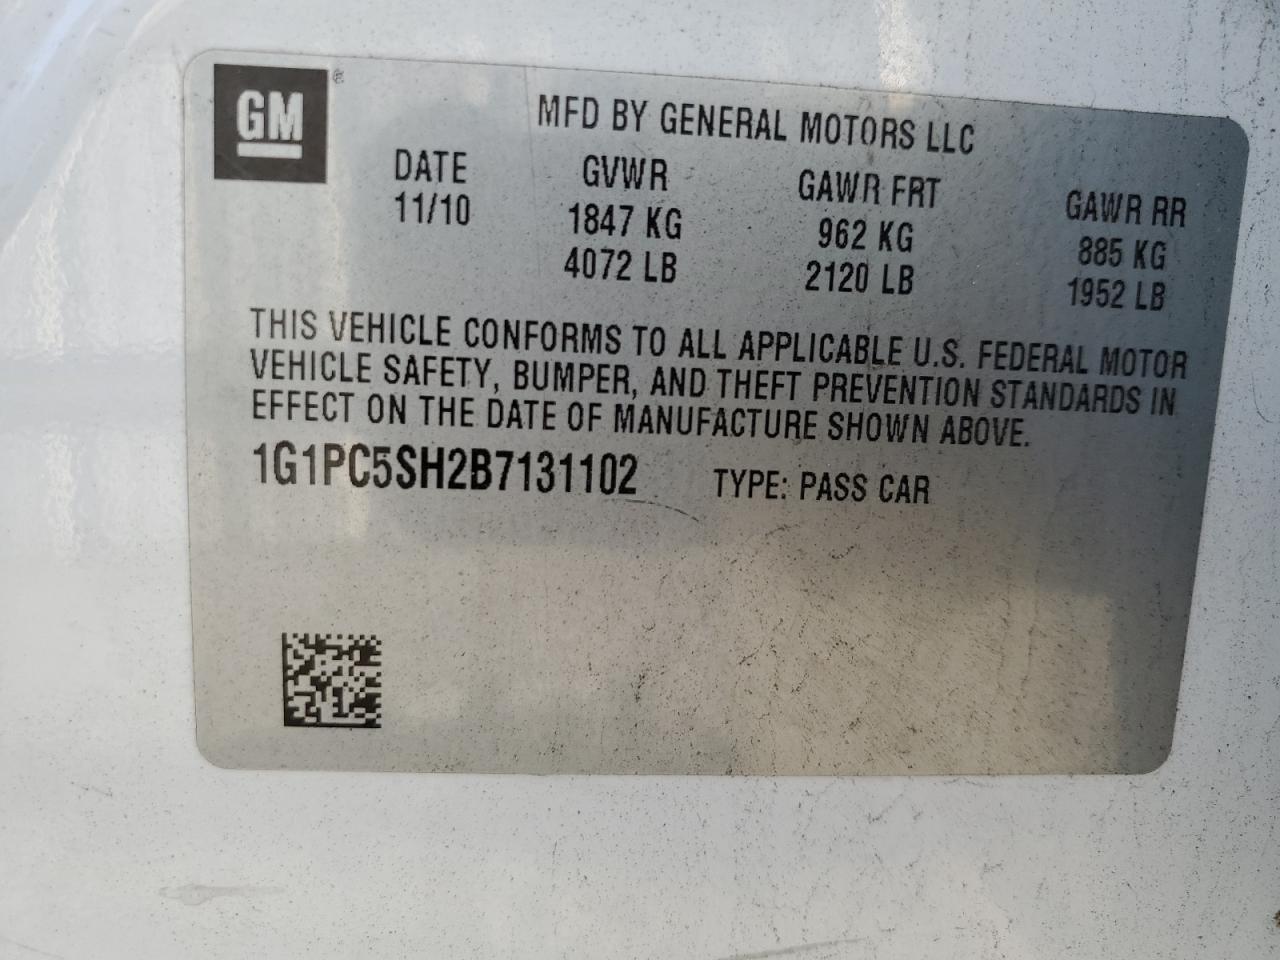 GM®
MFD BY GENERAL MOTORS LLC
DATE GVWR GAWR FRT GAWR RR
11/10 1847 KG 962 KG 885 KG
4072 LB 2120 LB 1952 LB
THIS VEHICLE CONFORMS TO ALL APPLICABLE U.S. FEDERAL MOTOR
VEHICLE SAFETY, BUMPER, AND THEFT PREVENTION STANDARDS IN
EFFECT ON THE DATE OF MANUFACTURE SHOWN ABOVE.
1G1PC5SH2B7131102 TYPE: PASS CAR